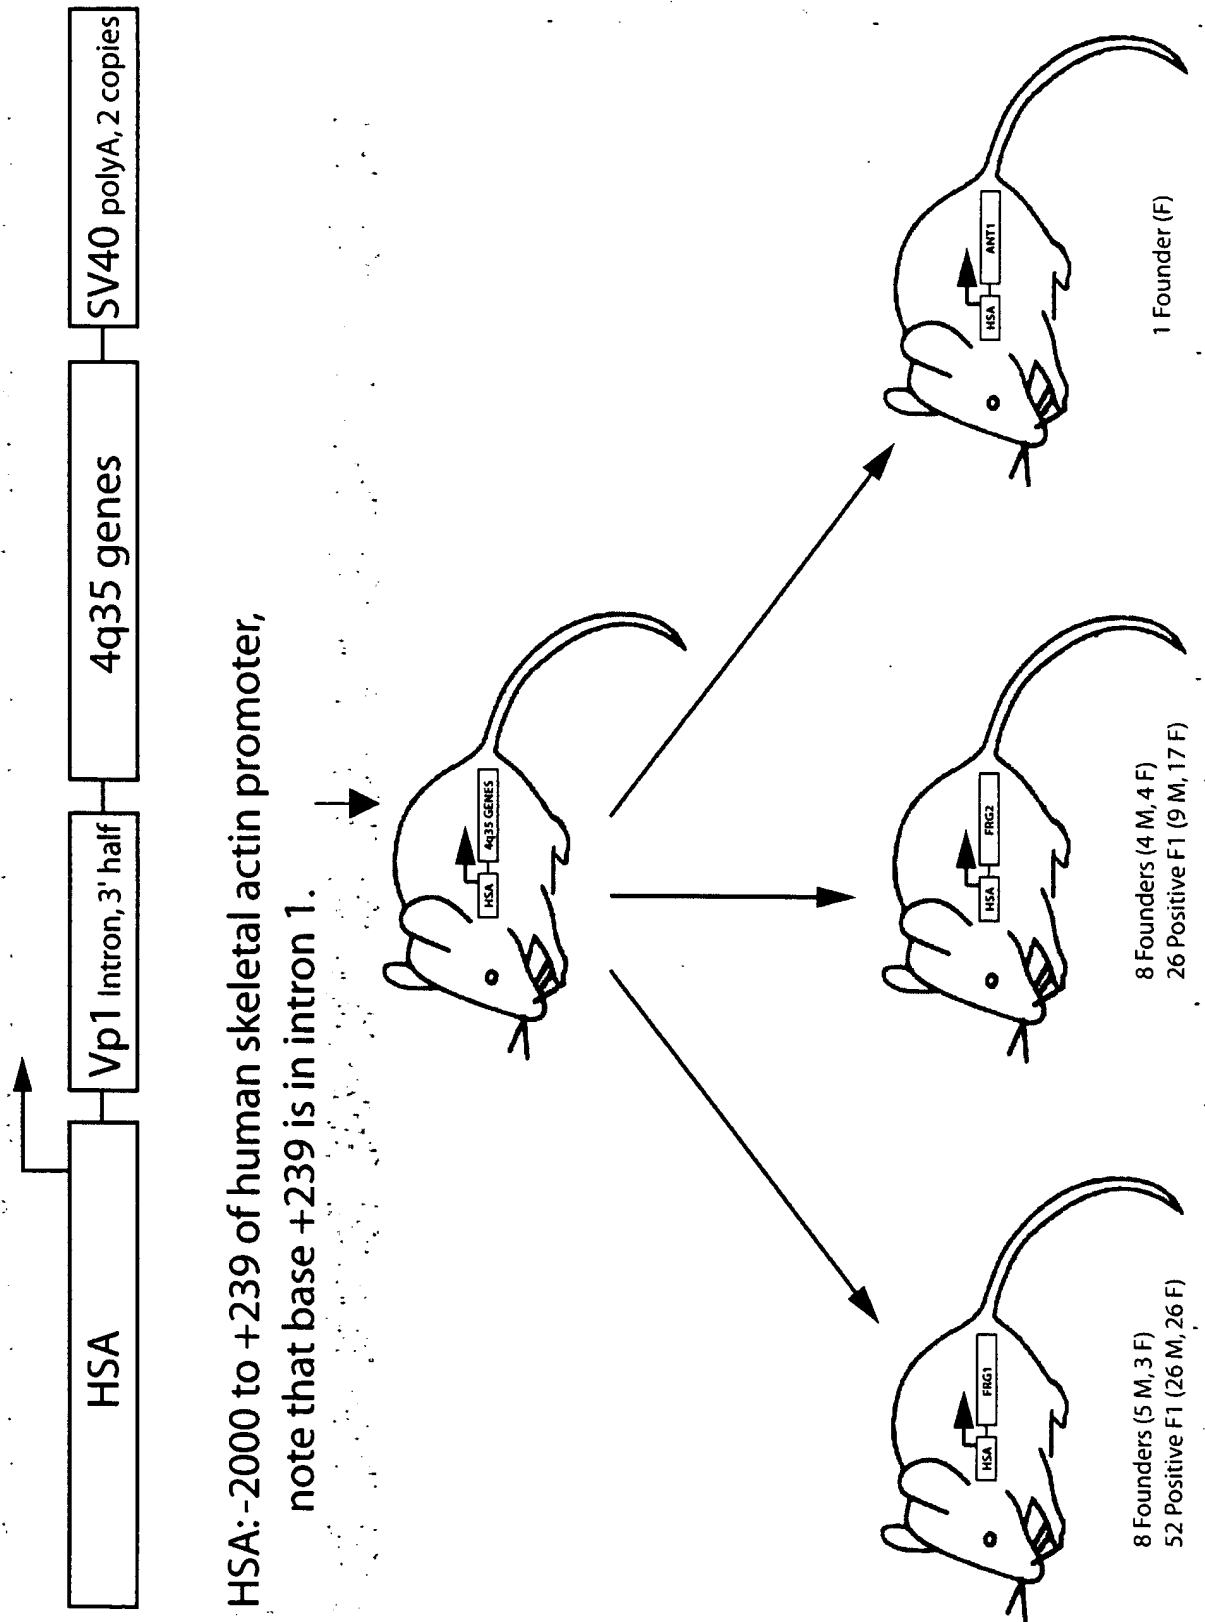 HSA
Vp1 Intron, 3' half
4q35 genes
SV40 polyA, 2 copies
HSA: -2000 to +239 of human skeletal actin promoter,
note that base +239 is in intron 1.
HSA
4q35 GENES
HSA
FRG1
HSA
FRG2
HSA
ANT1
8 Founders (5 M, 3 F)
52 Positive F1 (26 M, 26 F)
8 Founders (4 M, 4 F)
26 Positive F1 (9 M, 17 F)
1 Founder (F)